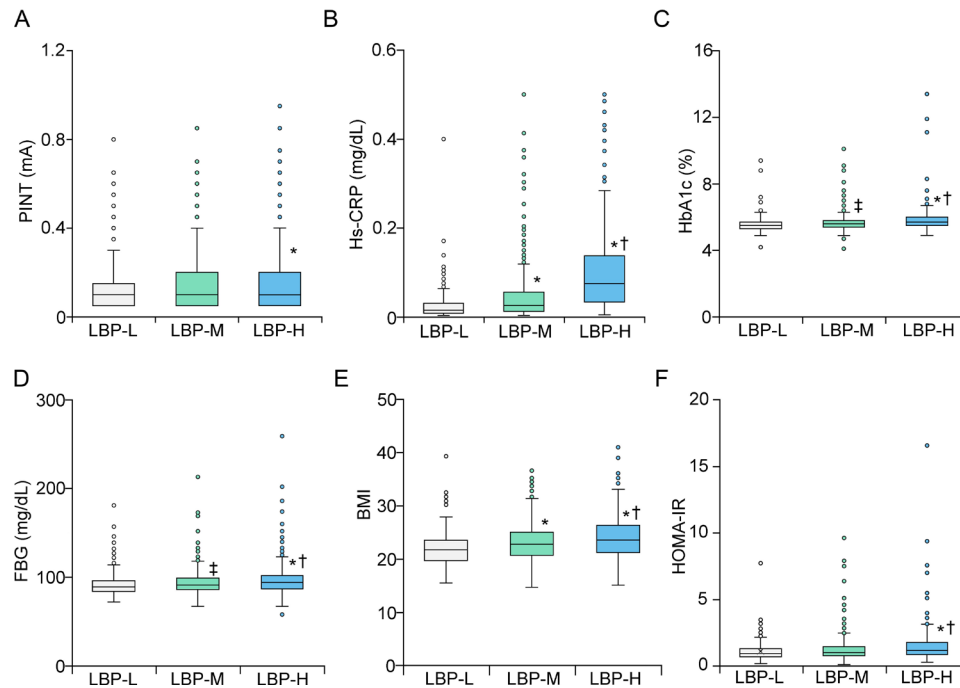 A
PINT (mA)
1.2
0.8
0.4
0
*
LBP-L LBP-M LBP-H
B
Hs-CRP (mg/dL)
0.6
0.4
0.2
0
*
*†
LBP-L LBP-M LBP-H
C
HbA1c (%)
16
12
8
4
0
‡
*†
LBP-L LBP-M LBP-H
D
FBG (mg/dL)
300
200
100
0
‡
*†
LBP-L LBP-M LBP-H
E
BMI
50
40
30
20
10
0
*
*†
LBP-L LBP-M LBP-H
F
HOMA-IR
20
15
10
5
0
*†
LBP-L LBP-M LBP-H